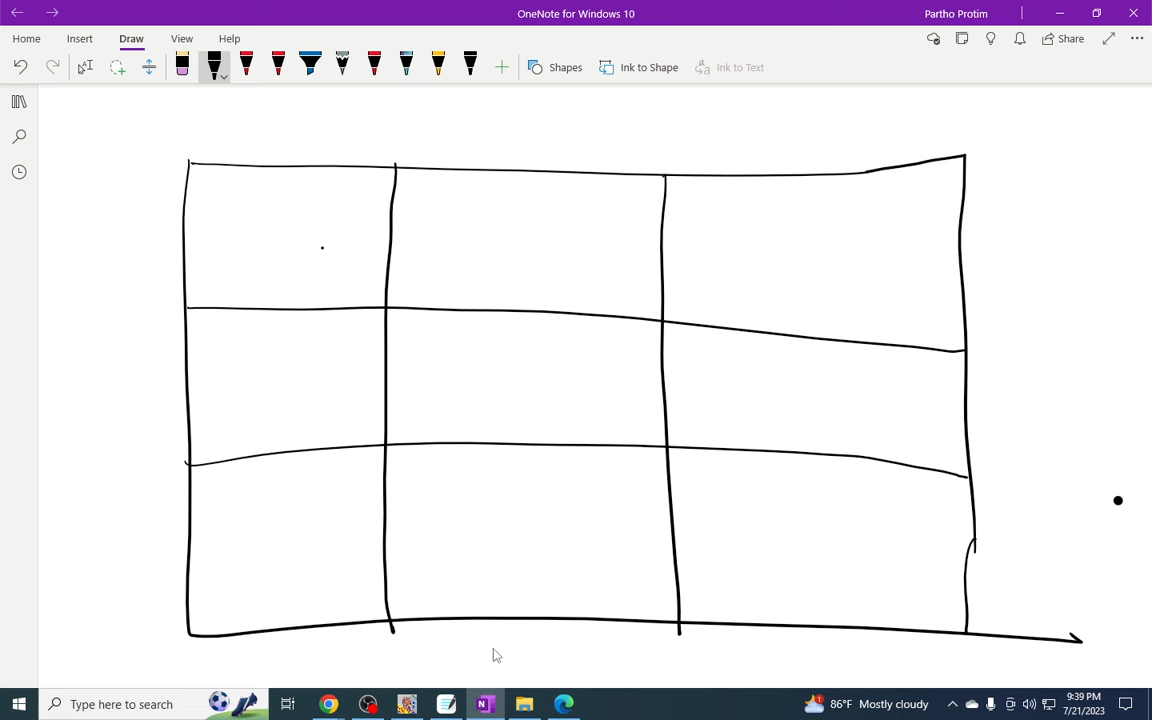 OneNote for Windows 10
Partho Protim
Home Insert Draw View Help
Share
Shapes
Ink to Shape
Ink to Text
Type here to search
86°F Mostly cloudy
9:39 PM
7/21/2023